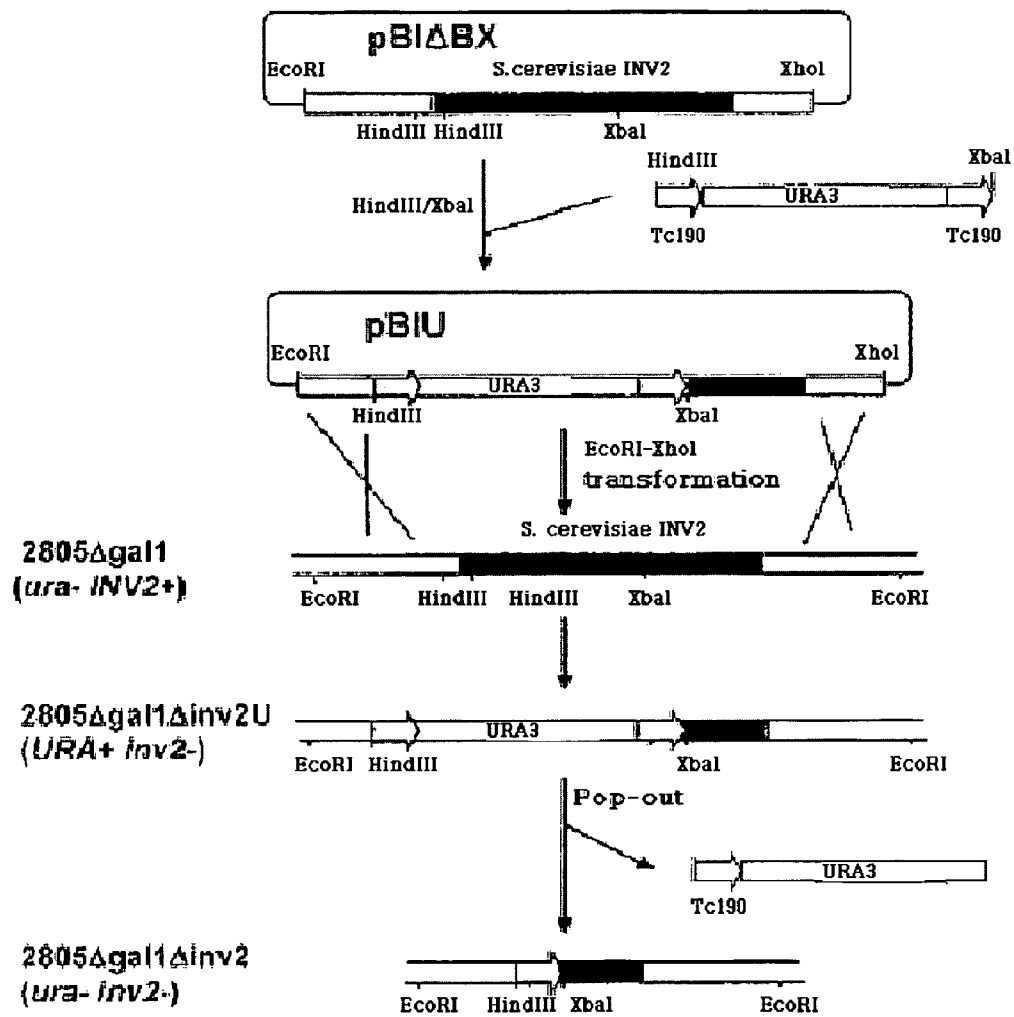 pBIΔBX
EcoRI S.cerevisiae INV2 XhoI
HindIII HindIII XbaI
HindIII XbaI
HindIII/XbaI
URA3
Tc190 Tc190
pBIU
EcoRI XhoI
URA3
HindIII XbaI
EcoRI-XhoI
transformation
S. cerevisiae INV2
2805Δgal1
(ura- INV2+)
EcoRI HindIII HindIII XbaI EcoRI
2805Δgal1Δinv2U
(URA+ inv2-)
URA3
EcoRI HindIII XbaI EcoRI
Pop-out
URA3
Tc190
2805Δgal1Δinv2
(ura- inv2-)
EcoRI HindIII XbaI EcoRI